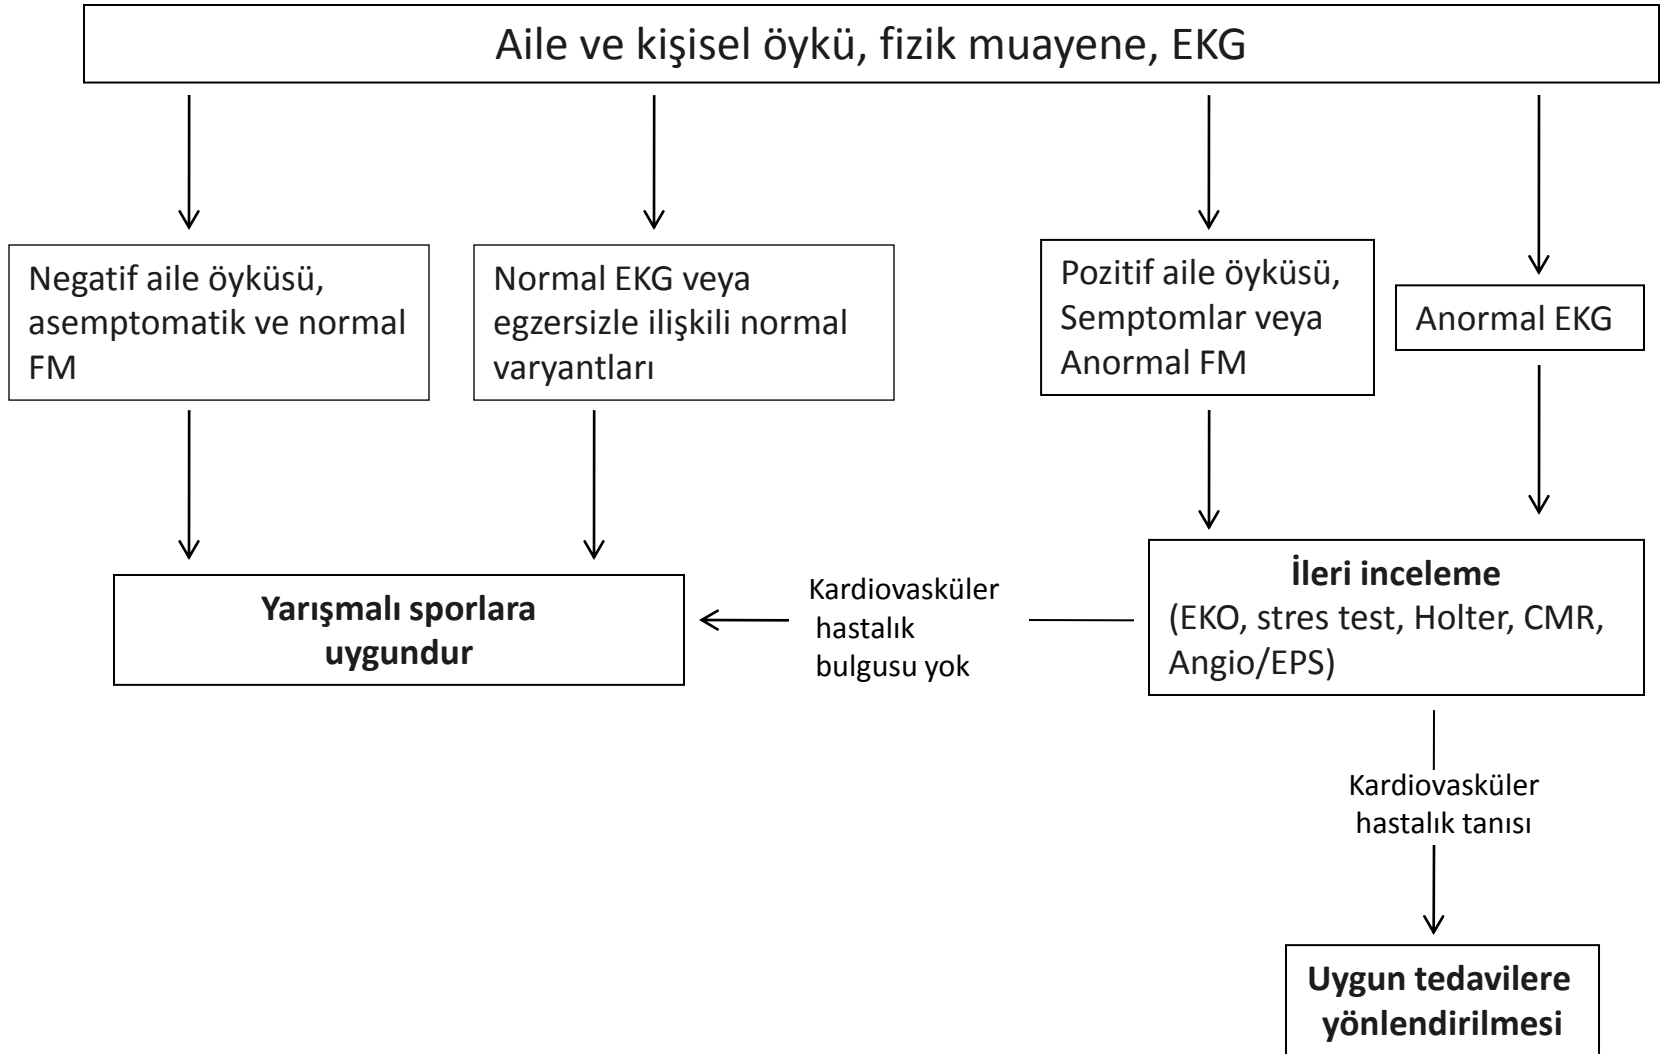 Aile ve kişisel öykü, fizik muayene, EKG
Negatif aile öyküsü,
asemptomatik ve normal
FM
Normal EKG veya
egzersizle ilişkili normal
varyantları
Pozitif aile öyküsü,
Semptomlar veya
Anormal FM
Anormal EKG
Yarışmalı sporlara
uygundur
Kardiovasküler
hastalık
bulgusu yok
İleri inceleme
(EKO, stres test, Holter, CMR,
Angio/EPS)
Kardiovasküler
hastalık tanısı
Uygun tedavilere
yönlendirilmesi